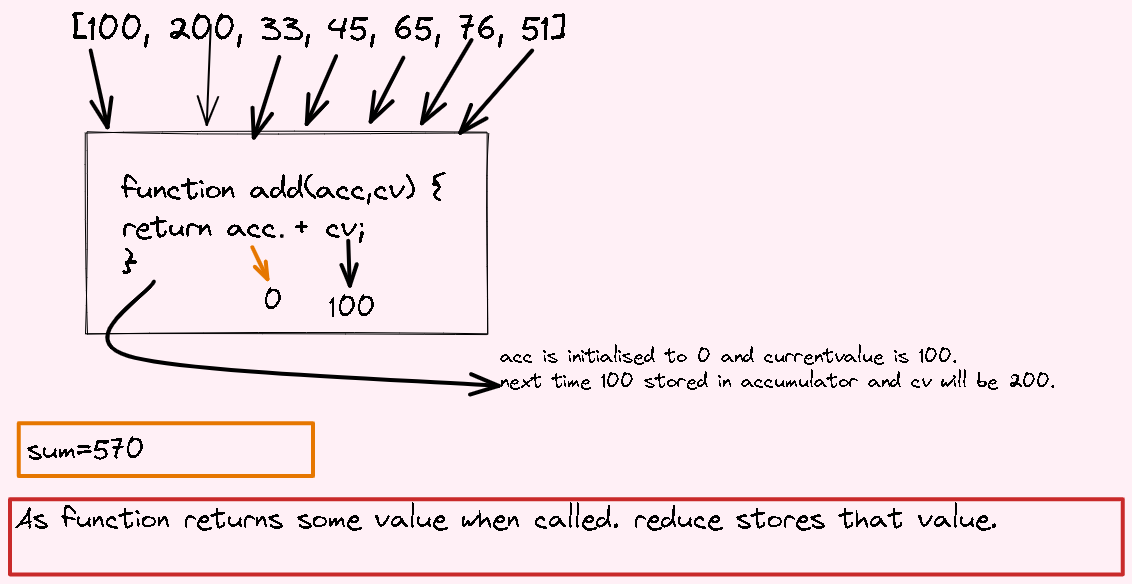 [100, 200, 33, 45, 65, 76, 51]
function add(acc,cv) {
return acc. + cv;
}
0 100
acc is initialised to 0 and currentvalue is 100.
next time 100 stored in accumulator and cv will be 200.
sum=570
As function returns some value when called. reduce stores that value.